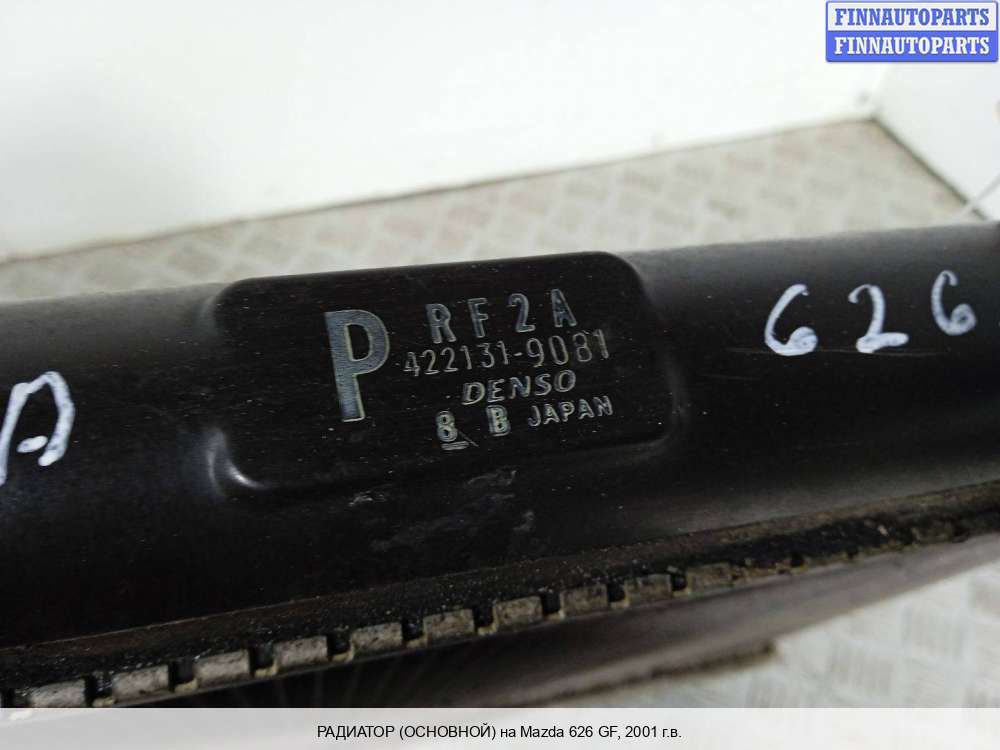 FINNAUTOPARTS
FINNAUTOPARTS
P
RF2A
422131-9081
DENSO
8 B JAPAN
626
A
РАДИАТОР (ОСНОВНОЙ) на Mazda 626 GF, 2001 г.в.